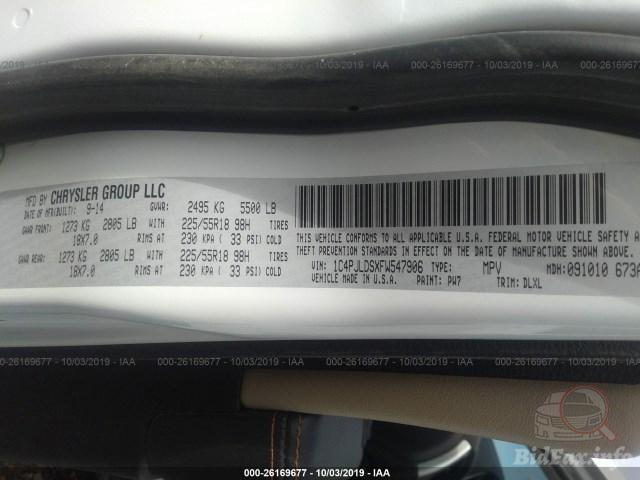 000-26169677 - 10/03/2019 - IAA
MFD BY CHRYSLER GROUP LLC
DATE OF MFR(BUILT): 9-14 GVWR: 2495 KG 5500 LB
GWWR FRONT: 1273 KG 2805 LB WITH 225/55R18 98H TIRES
18X7.0 RIMS AT 230 KPA ( 33 PSI) COLD
GWWR REAR: 1273 KG 2805 LB WITH 225/55R18 98H TIRES
18X7.0 RIMS AT 230 KPA ( 33 PSI) COLD
THIS VEHICLE CONFORMS TO ALL APPLICABLE U.S.A. FEDERAL MOTOR VEHICLE SAFETY A
THEFT PREVENTION STANDARDS IN EFFECT ON THE DATE OF MANUFACTURE SHOWN ABOVE.
VIN: 1C4PJLDSXFW547906 TYPE: MPV MDH: 091010 673A
VEHICLE MADE IN U.S.A. PAINT: PW7 TRIM: DLXL
000-26169677 - 10/03/2019 - IAA
000-26169677 - 10/03/2019 - IAA
BidFax.info